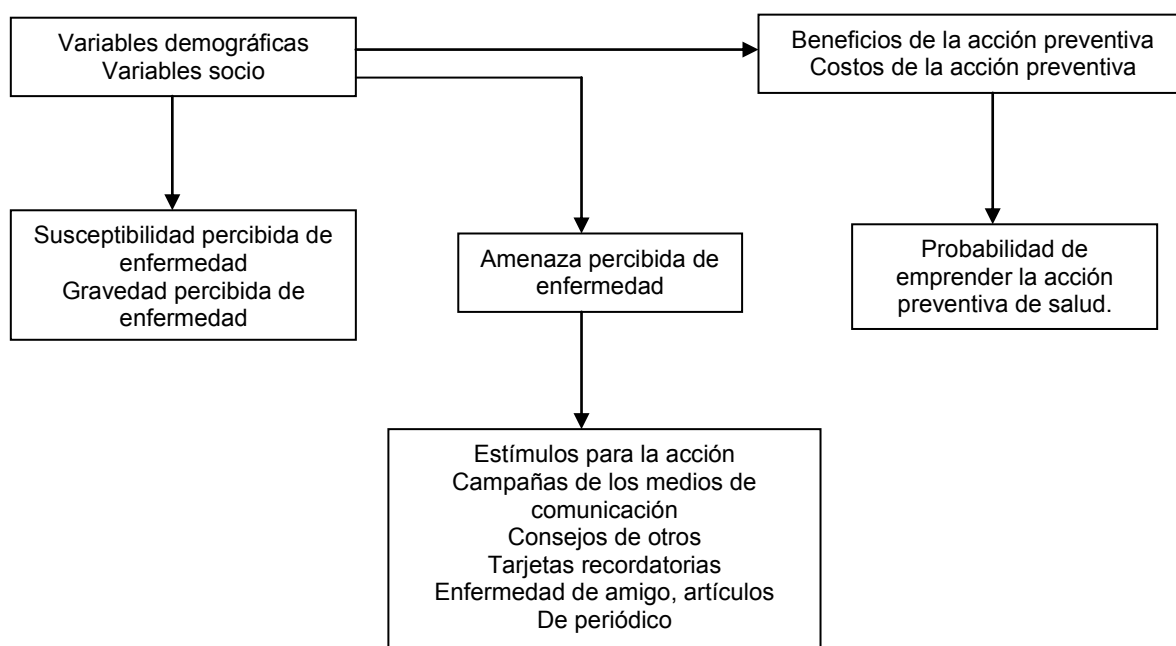 Variables demográficas
Variables socio
Beneficios de la acción preventiva
Costos de la acción preventiva
Susceptibilidad percibida de
enfermedad
Gravedad percibida de
enfermedad
Amenaza percibida de
enfermedad
Probabilidad de
emprender la acción
preventiva de salud.
Estímulos para la acción
Campañas de los medios de
comunicación
Consejos de otros
Tarjetas recordatorias
Enfermedad de amigo, artículos
De periódico